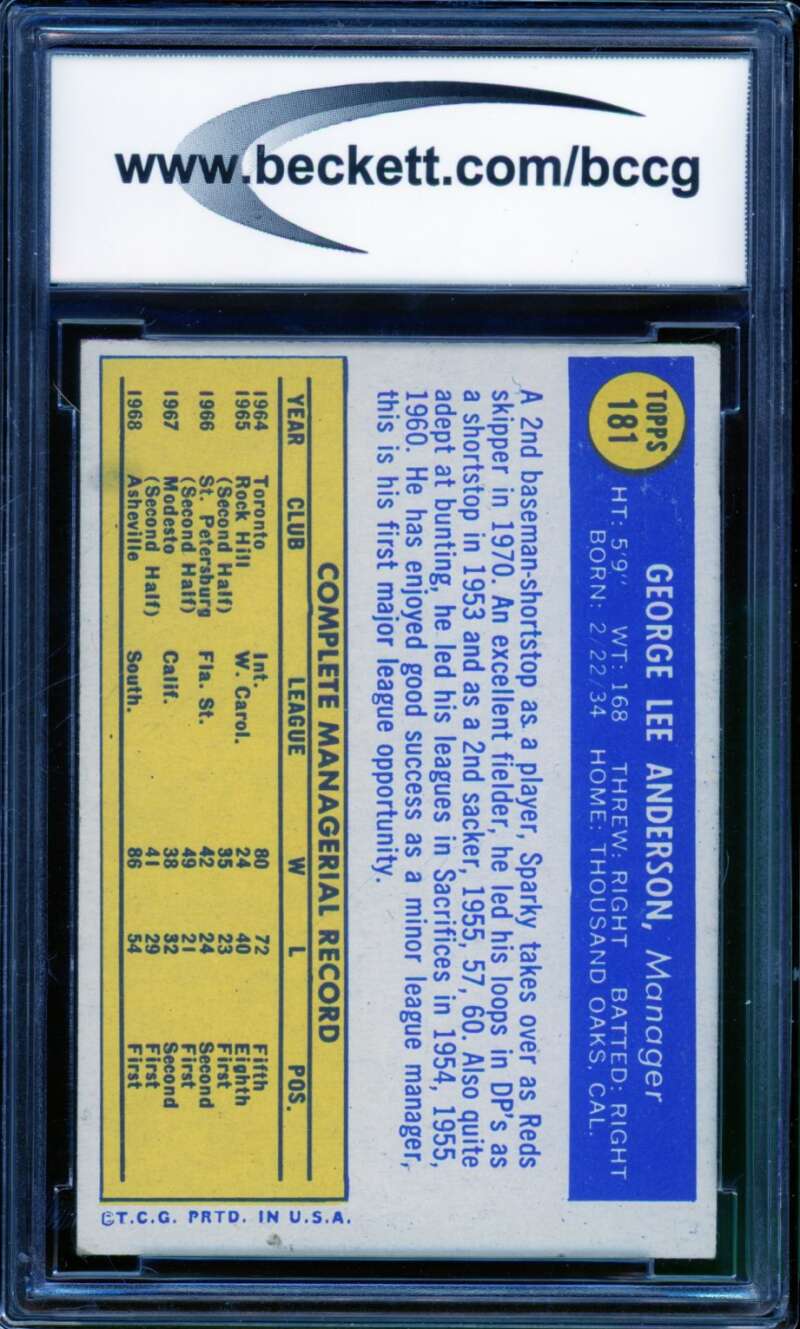 www.beckett.com/bccg
TOPPS
181
GEORGE LEE ANDERSON, Manager
HT: 5'9" WT: 168 THREW: RIGHT BATTED: RIGHT
BORN: 2/22/34 HOME: THOUSAND OAKS, CAL.
A 2nd baseman-shortstop as a player, Sparky takes over as Reds
skipper in 1970. An excellent fielder, he led his loops in DP's as
a shortstop in 1953 and as a 2nd sacker, 1955, 57, 60. Also quite
adept at bunting, he led his leagues in Sacrifices in 1954, 1955,
1960. He has enjoyed good success as a minor league manager,
this is his first major league opportunity.
COMPLETE MANAGERIAL RECORD
YEAR CLUB LEAGUE W L POS.
1964 Toronto Int. 80 72 Fifth
1965 Rock Hill W. Carol. 24 40 Eighth
(Second Half) 35 23 First
1966 St. Petersburg Fla. St. 42 24 Second
(Second Half) 49 21 First
1967 Modesto Calif. 38 32 Second
(Second Half) 41 29 First
1968 Asheville South. 86 54 First
©T.C.G. PRTD. IN U.S.A.